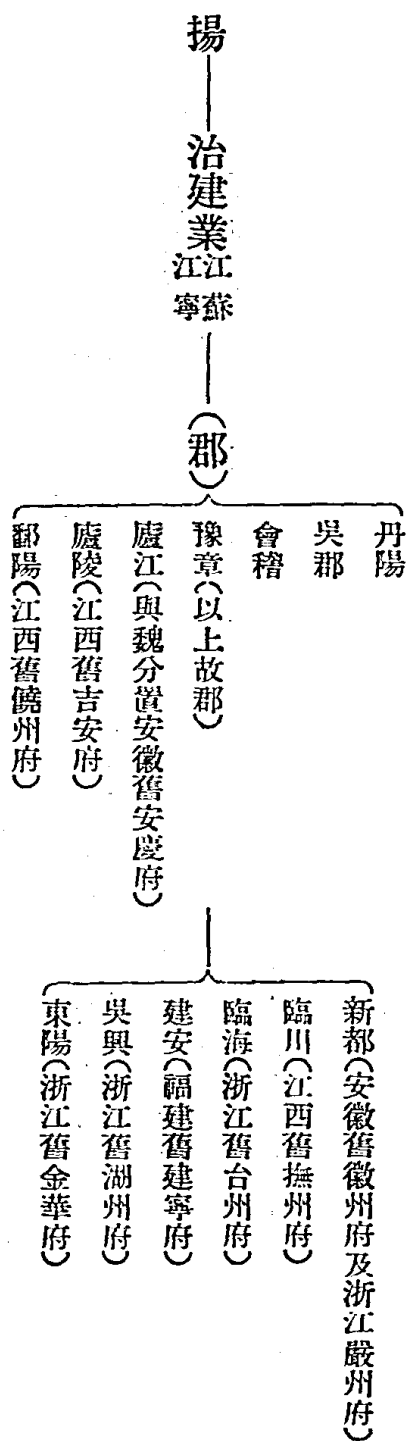 揚
治建業江蘇江寧
（郡）
丹陽
吳郡
會稽
豫章（以上故郡）
廬江（與魏分置安徽舊安慶府）
廬陵（江西舊吉安府）
鄱陽（江西舊饒州府）
新都（安徽舊徽州府及浙江嚴州府）
臨川（江西舊撫州府）
臨海（浙江舊台州府）
建安（福建舊建寧府）
吳興（浙江舊湖州府）
東陽（浙江舊金華府）